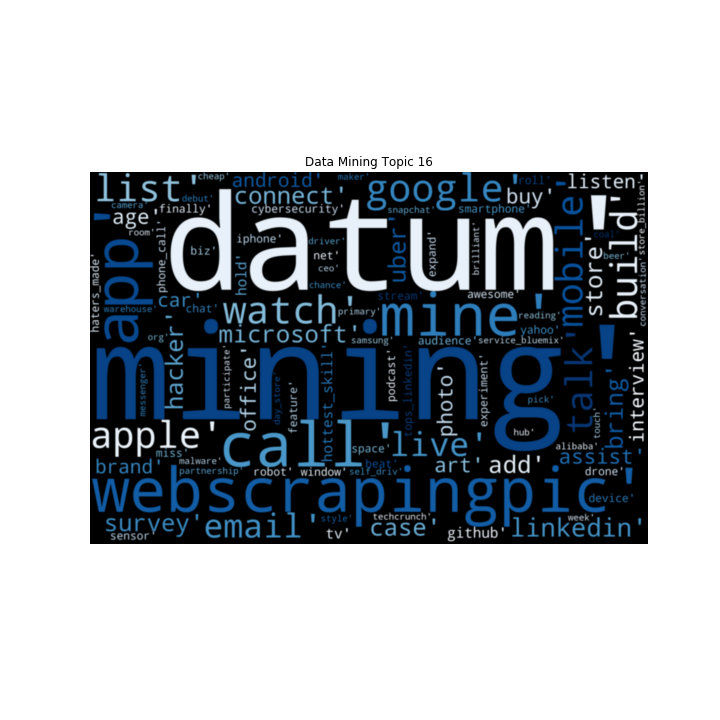 Data Mining Topic 16
list'
cheap'
android'
maker'
google'
roll'
listen'
camera'
debut'
connect'
buy'
age'
finally'
cybersecurity'
snapchat'
smartphone'
room'
app'
phone_call'
datum'
mobile'
store'
build'
conversation'
store_billion'
coal'
beer'
biz'
iphone'
hold'
net'
driver'
ceo'
uber'
expand'
brilliant'
haters_made'
chance'
car'
chat'
stream'
awesome'
warehouse'
watch'
primary'
mine'
reading'
org'
microsoft'
samsung'
audience'
service_bluemix'
yahoo'
mining'
hacker'
talk'
interview'
messenger'
participate'
office'
day_store'
feature'
hottest_skill'
podcast'
tops_linkedin'
photo'
experiment'
pick'
bring'
touch'
apple'
call'
live'
hub'
alibaba'
miss'
malware'
space'
brand'
partnership'
robot'
window'
beat'
self_driv'
art'
add'
assist'
drone'
webscrapingpic'
device'
survey'
email'
style'
techcrunch'
case'
week'
linkedin'
sensor'
tv'
github'